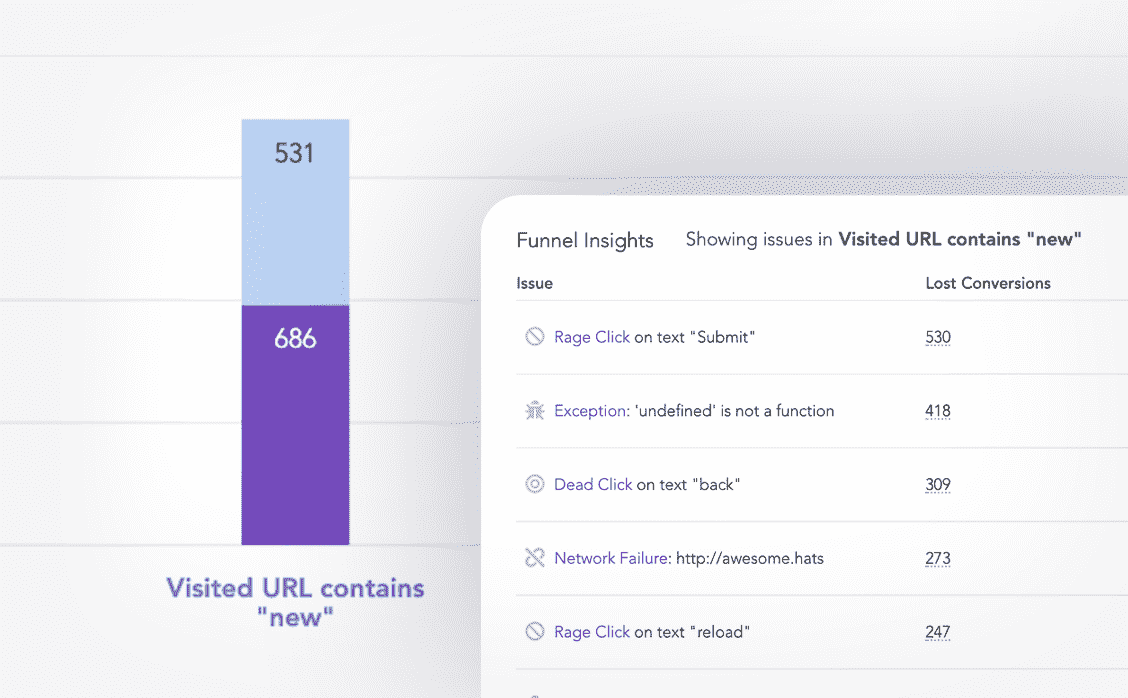 531
686
Visited URL contains
"new"
Funnel Insights Showing issues in Visited URL contains "new"
Issue Lost Conversions
Rage Click on text "Submit" 530
Exception: 'undefined' is not a function 418
Dead Click on text "back" 309
Network Failure: http://awesome.hats 273
Rage Click on text "reload" 247